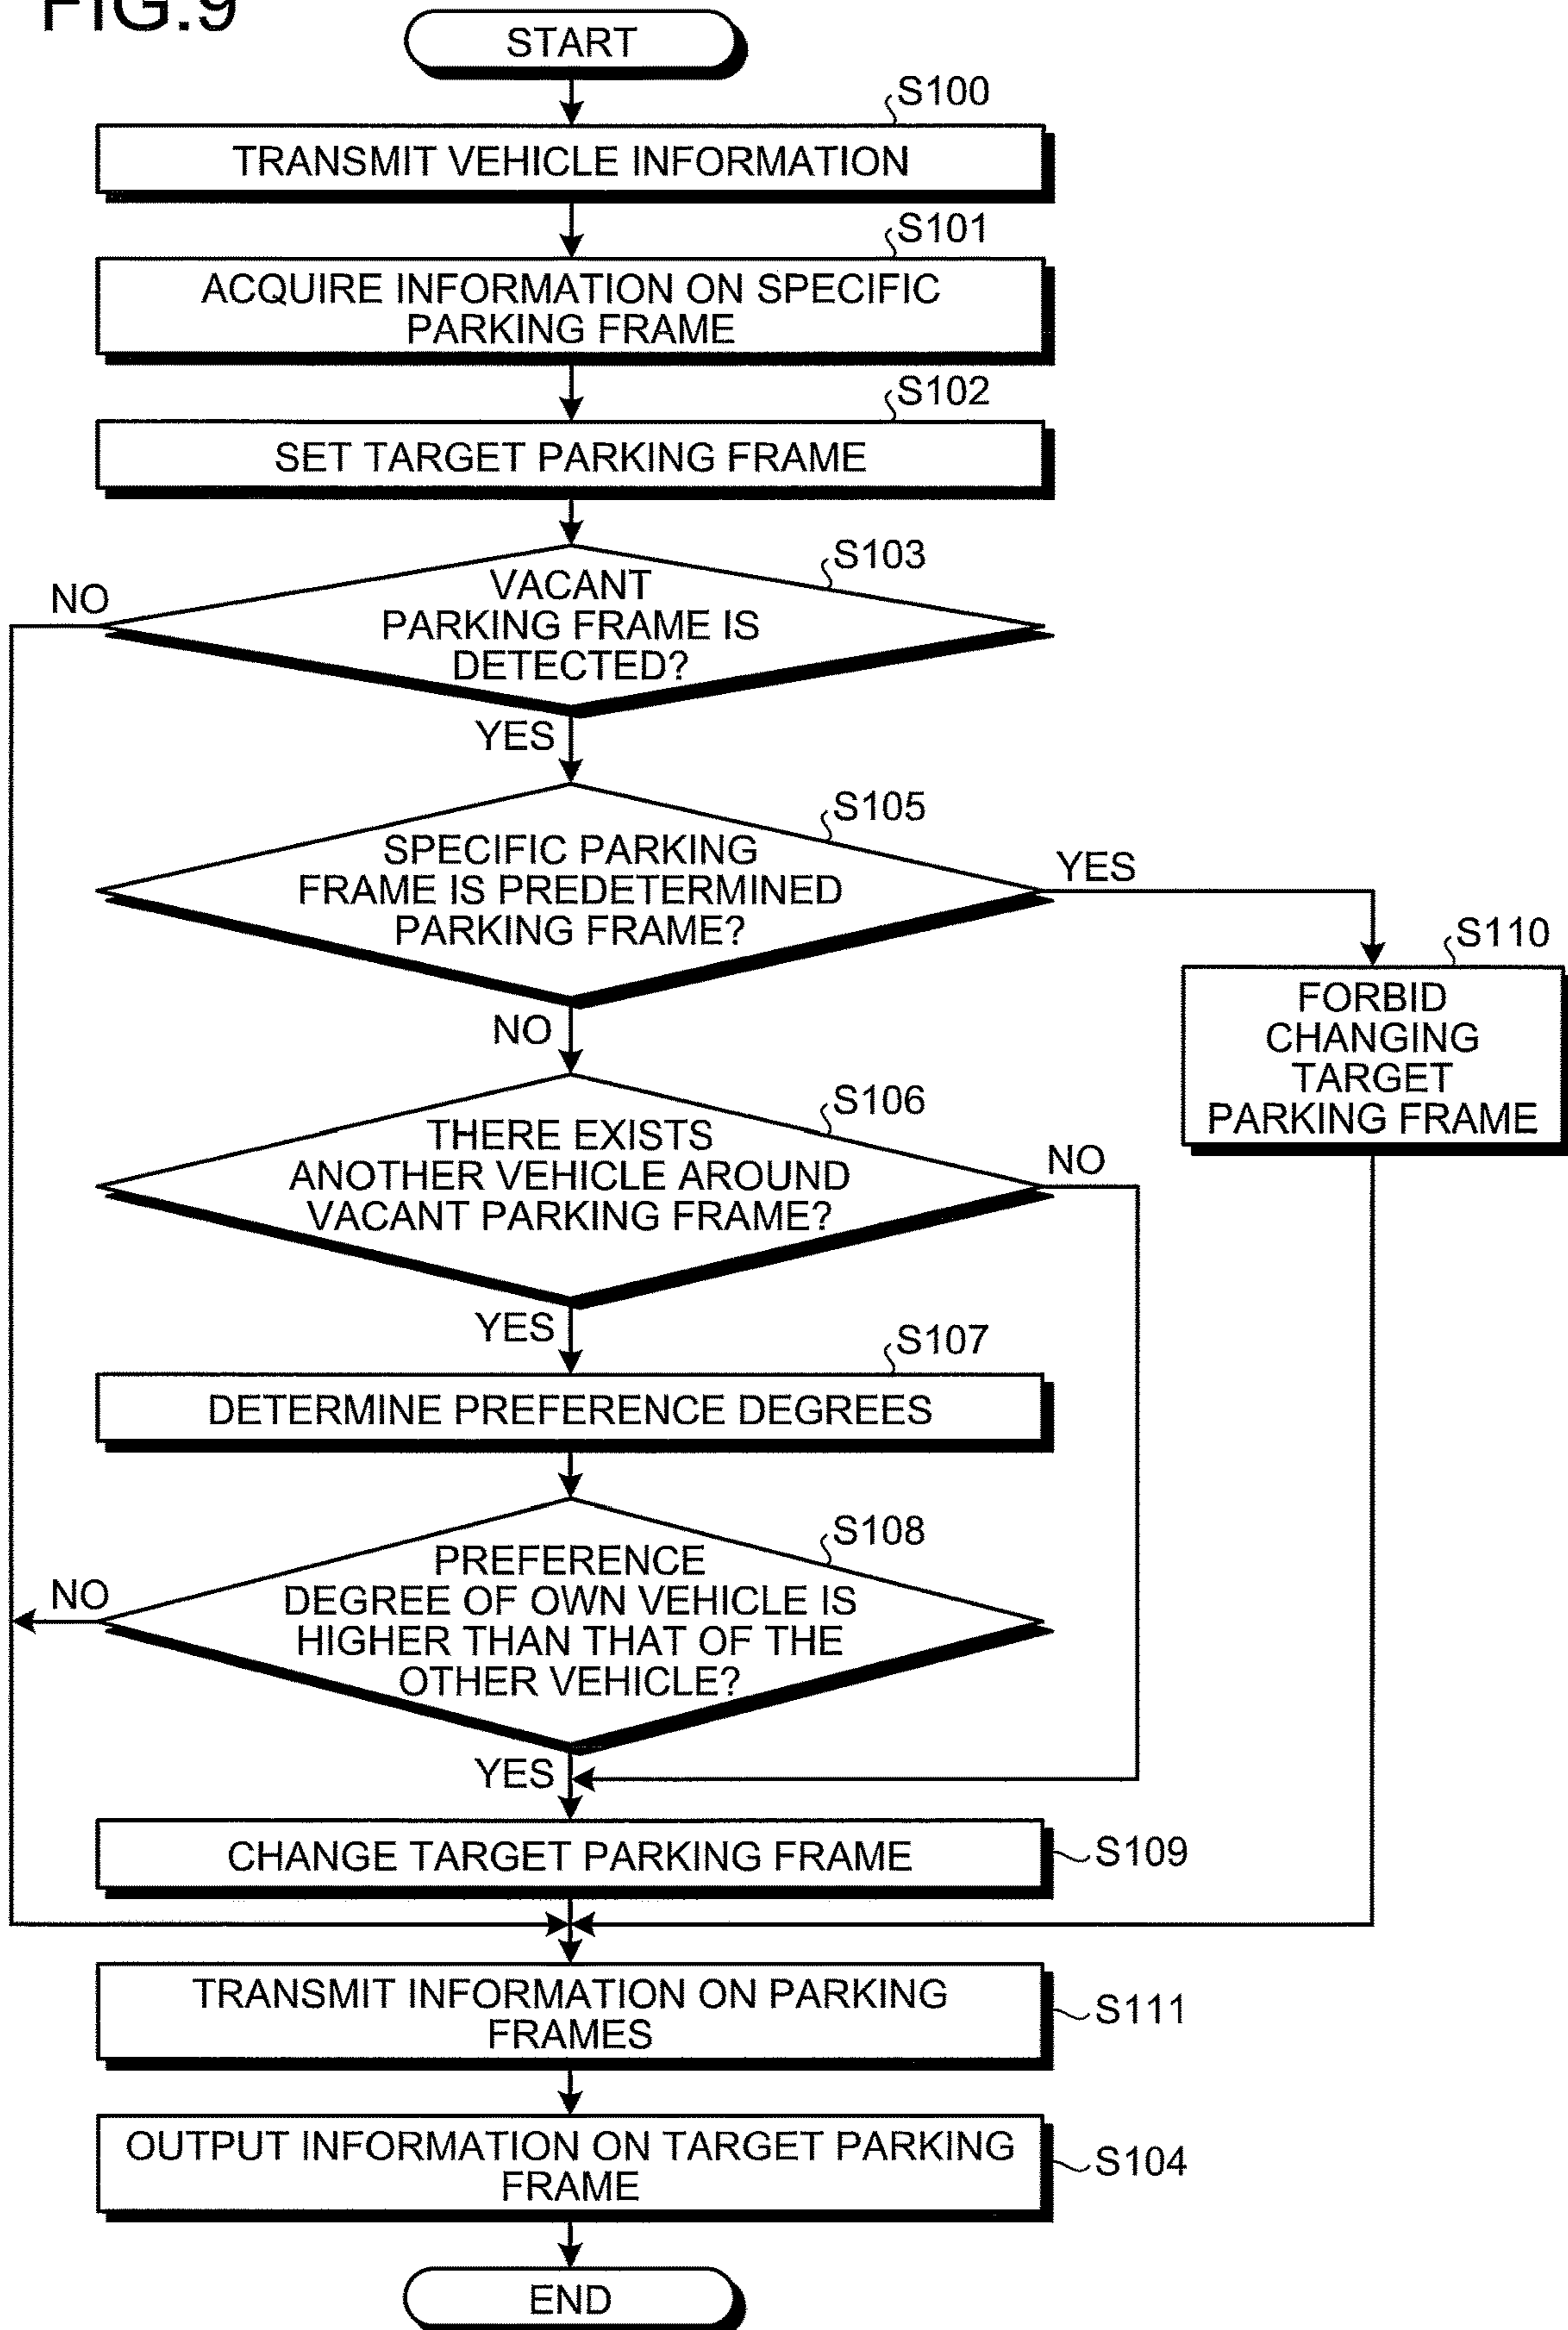 FIG.9
START
S100
TRANSMIT VEHICLE INFORMATION
S101
ACQUIRE INFORMATION ON SPECIFIC
PARKING FRAME
S102
SET TARGET PARKING FRAME
S103
VACANT
PARKING FRAME IS
DETECTED?
NO
YES
S105
SPECIFIC PARKING
FRAME IS PREDETERMINED
PARKING FRAME?
YES
NO
S110
FORBID
CHANGING
TARGET
PARKING FRAME
S106
THERE EXISTS
ANOTHER VEHICLE AROUND
VACANT PARKING FRAME?
NO
YES
S107
DETERMINE PREFERENCE DEGREES
S108
PREFERENCE
DEGREE OF OWN VEHICLE IS
HIGHER THAN THAT OF THE
OTHER VEHICLE?
NO
YES
CHANGE TARGET PARKING FRAME
S109
TRANSMIT INFORMATION ON PARKING
FRAMES
S111
OUTPUT INFORMATION ON TARGET PARKING
FRAME
S104
END